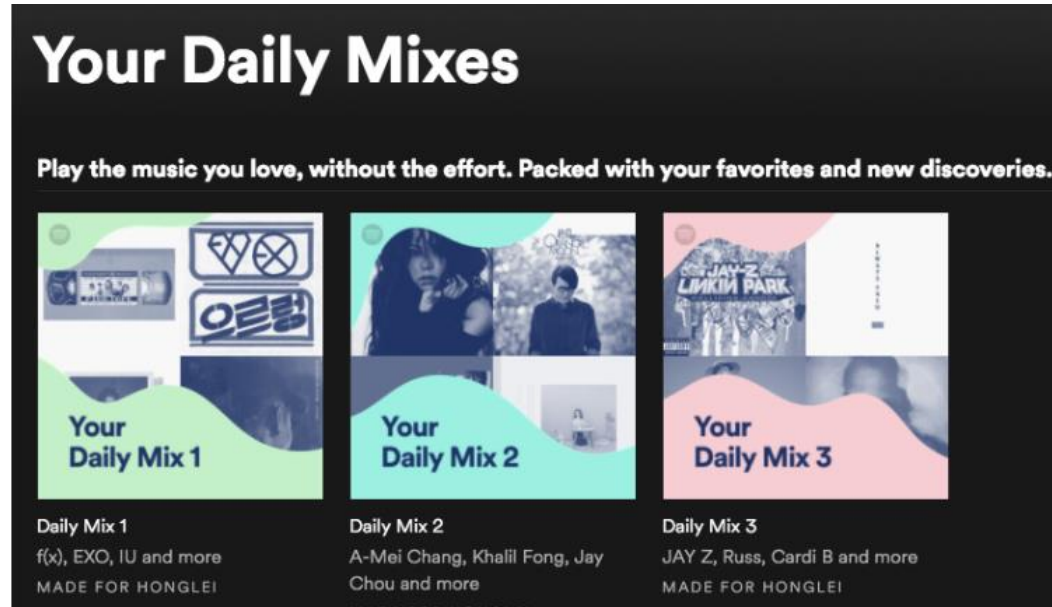 Your Daily Mixes
Play the music you love, without the effort. Packed with your favorites and new discoveries.
EXO
으르렁
Your
Daily Mix 1
Daily Mix 1
f(x), EXO, IU and more
MADE FOR HONGLEI
Your
Daily Mix 2
Daily Mix 2
A-Mei Chang, Khalil Fong, Jay
Chou and more
JAY-Z
LINKIN PARK
Your
Daily Mix 3
Daily Mix 3
JAY Z, Russ, Cardi B and more
MADE FOR HONGLEI